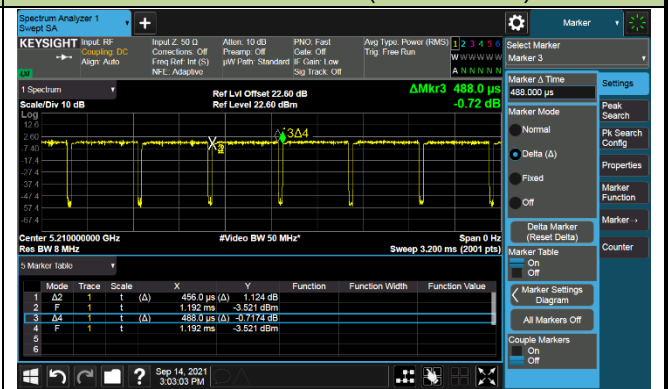 Spectrum Analyzer 1
Swept SA
+
Marker
KEYSIGHT
Input: RF
Coupling: DC
Align: Auto
Input Z: 50 Ω
Corrections: Off
Freq Ref: Int (S)
NFE: Adaptive
Atten: 10 dB
Preamp: Off
µW Path: Standard
PNO: Fast
Gate: Off
IF Gain: Low
Sig Track: Off
Avg Type: Power (RMS)
Trig: Free Run
1 2 3 4 5 6
W W W W W W
A N N N N N
LXI
Select Marker
Marker 3
1 Spectrum
Scale/Div 10 dB
Ref Lvl Offset 22.60 dB
Ref Level 22.60 dBm
ΔMkr3 488.0 µs
-0.72 dB
Log
12.6
2.60
-7.40
-17.4
-27.4
-37.4
-47.4
-57.4
-67.4
X
3Δ4
Center 5.210000000 GHz
Res BW 8 MHz
#Video BW 50 MHz*
Span 0 Hz
Sweep 3.200 ms (2001 pts)
5 Marker Table
Mode Trace Scale X Y Function Function Width Function Value
1 Δ2 1 t (Δ) 456.0 µs (Δ) 1.124 dB
2 F 1 t 1.192 ms -3.521 dBm
3 Δ4 1 t (Δ) 488.0 µs (Δ) -0.7174 dB
4 F 1 t 1.192 ms -3.521 dBm
5
6
Marker Δ Time
488.000 µs
Marker Mode
Normal
Delta (Δ)
Fixed
Off
Delta Marker
(Reset Delta)
Marker Table
On
Off
Marker Settings
Diagram
All Markers Off
Couple Markers
On
Off
Settings
Peak
Search
Pk Search
Config
Properties
Marker
Function
Marker→
Counter
?
Sep 14, 2021
3:03:03 PM